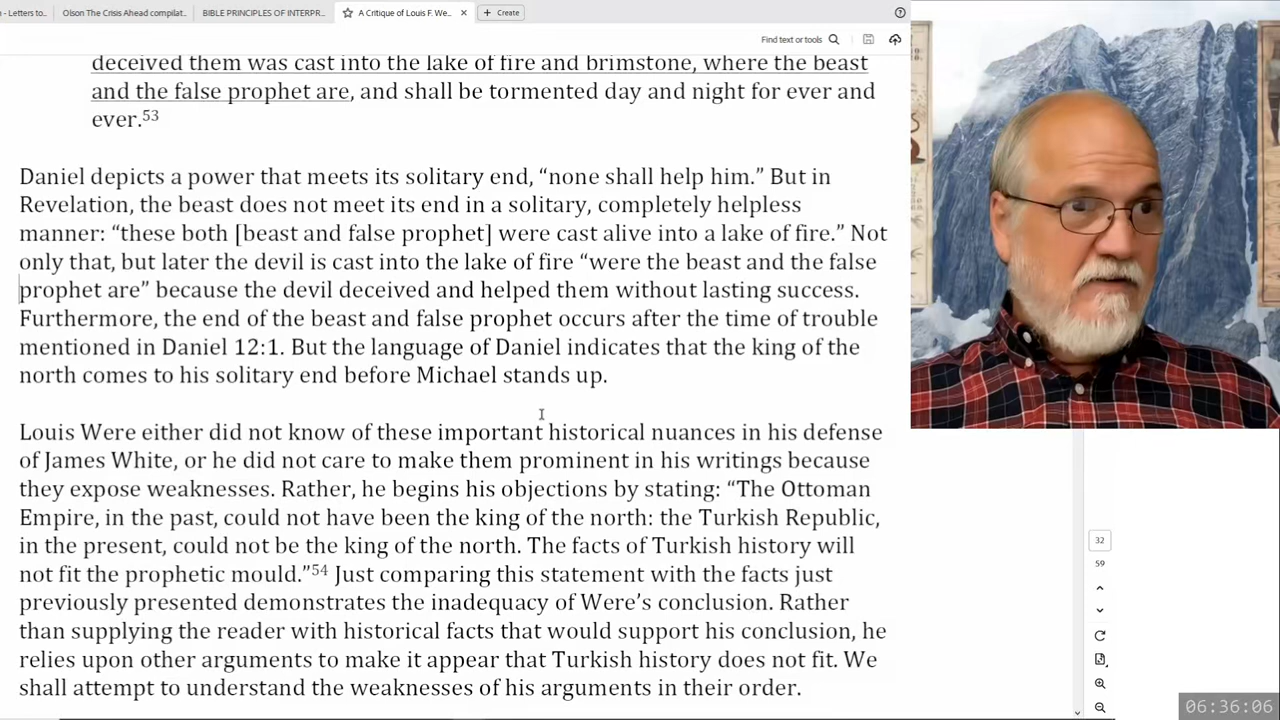 - Letters to...
Olson The Crisis Ahead compilat...
BIBLE PRINCIPLES OF INTERPR...
A Critique of Louis F. We...
+ Create
Find text or tools
deceived them was cast into the lake of fire and brimstone, where the beast
and the false prophet are, and shall be tormented day and night for ever and
ever.53
Daniel depicts a power that meets its solitary end, “none shall help him.” But in
Revelation, the beast does not meet its end in a solitary, completely helpless
manner: “these both [beast and false prophet] were cast alive into a lake of fire.” Not
only that, but later the devil is cast into the lake of fire “were the beast and the false
prophet are” because the devil deceived and helped them without lasting success.
Furthermore, the end of the beast and false prophet occurs after the time of trouble
mentioned in Daniel 12:1. But the language of Daniel indicates that the king of the
north comes to his solitary end before Michael stands up.
Louis Were either did not know of these important historical nuances in his defense
of James White, or he did not care to make them prominent in his writings because
they expose weaknesses. Rather, he begins his objections by stating: “The Ottoman
Empire, in the past, could not have been the king of the north: the Turkish Republic,
in the present, could not be the king of the north. The facts of Turkish history will
not fit the prophetic mould.”54 Just comparing this statement with the facts just
previously presented demonstrates the inadequacy of Were’s conclusion. Rather
than supplying the reader with historical facts that would support his conclusion, he
relies upon other arguments to make it appear that Turkish history does not fit. We
shall attempt to understand the weaknesses of his arguments in their order.
32
59
06:36:06